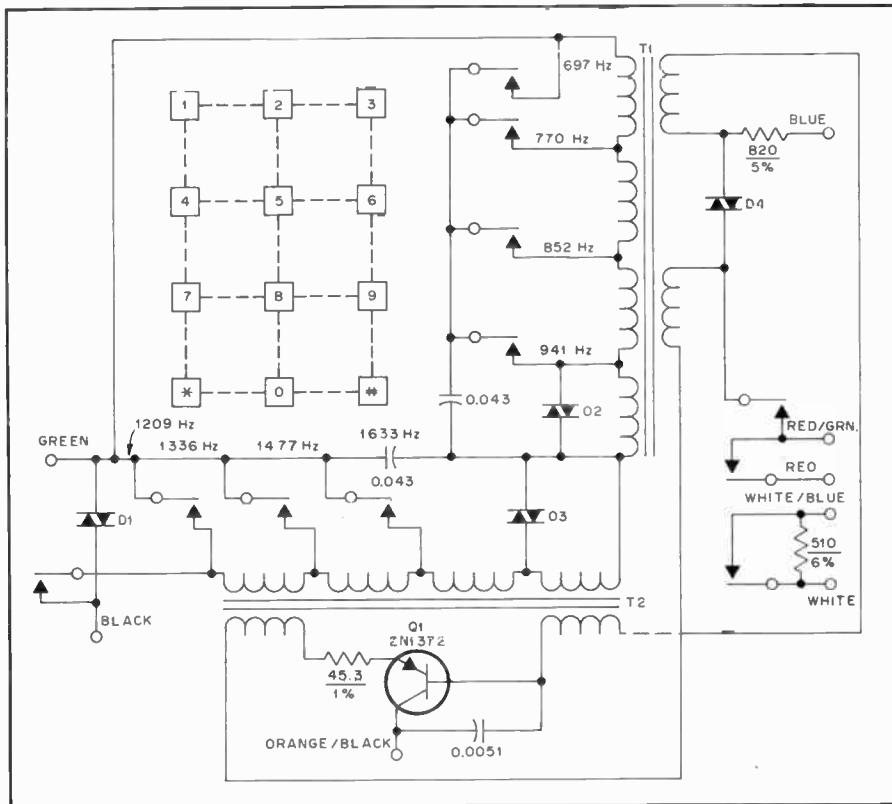 T1
697 Hz
1 2 3
770 Hz
BLUE
820
5%
D4
4 5 6
852 Hz
7 8 9
941 Hz
0.043
D2
* 0 #
RED/GRN.
1209 Hz
1633 Hz
GREEN
1336 Hz
1477 Hz
0.043
RED
WHITE/BLUE
D1
D3
510
6%
WHITE
T2
BLACK
Q1
2N1372
45.3
1%
ORANGE/BLACK
0.0051